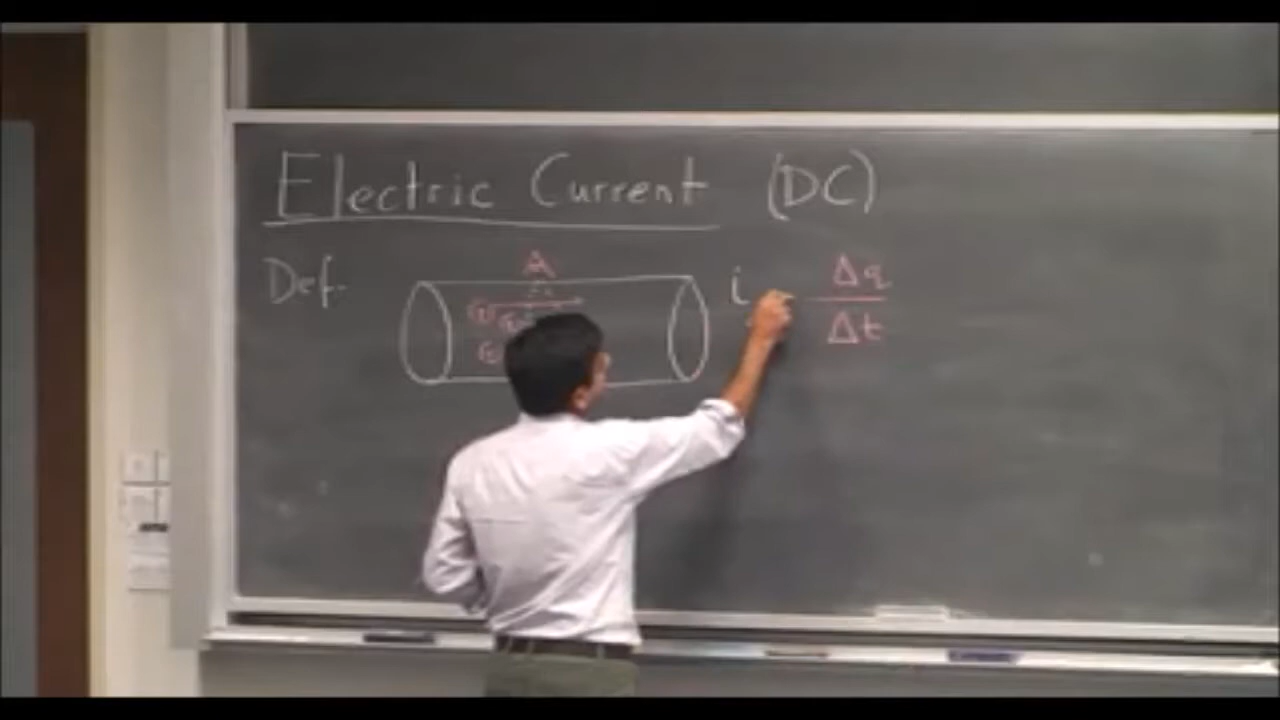 Electric Current (DC)
Def.
A
i
Δq
Δt